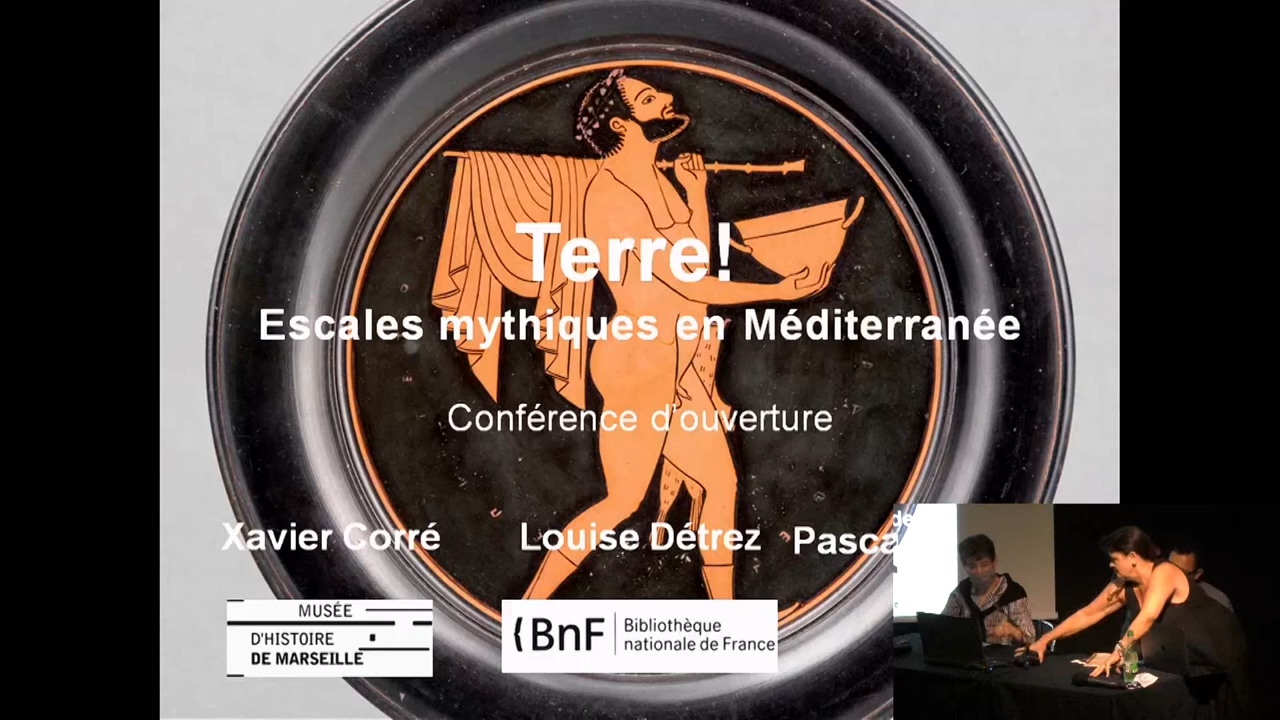 Terre!
Escales mythiques en Méditerranée
Conférence d'ouverture
Xavier Corré Louise Détrez
MUSÉE
D'HISTOIRE
DE MARSEILLE
BnF Bibliothèque
nationale de France